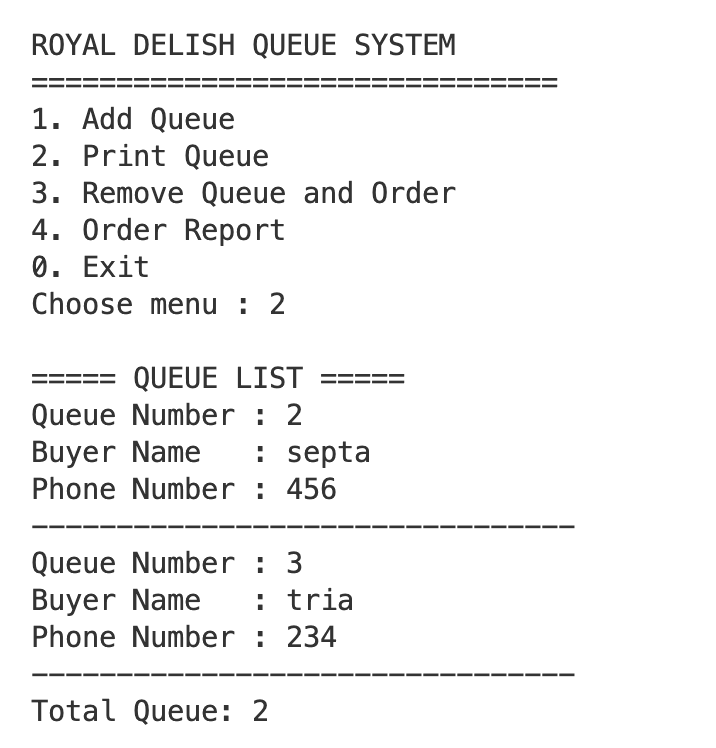 ROYAL DELISH QUEUE SYSTEM
===============================
1. Add Queue
2. Print Queue
3. Remove Queue and Order
4. Order Report
0. Exit
Choose menu : 2
===== QUEUE LIST =====
Queue Number : 2
Buyer Name   : septa
Phone Number : 456
--------------------------------
Queue Number : 3
Buyer Name   : tria
Phone Number : 234
--------------------------------
Total Queue: 2